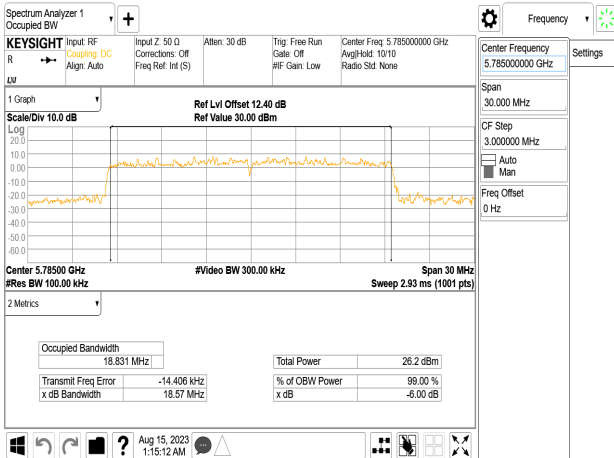 Spectrum Analyzer 1
Occupied BW
Frequency
KEYSIGHT
R
LXI
Input: RF
Coupling: DC
Align: Auto
Input Z: 50 Ω
Corrections: Off
Freq Ref: Int (S)
Atten: 30 dB
Trig: Free Run
Gate: Off
#IF Gain: Low
Center Freq: 5.785000000 GHz
Avg|Hold: 10/10
Radio Std: None
Center Frequency
5.785000000 GHz
Settings
Span
30.000 MHz
CF Step
3.000000 MHz
Auto
Man
Freq Offset
0 Hz
1 Graph
Scale/Div 10.0 dB
Ref Lvl Offset 12.40 dB
Ref Value 30.00 dBm
Log
20.0
10.0
0.00
-10.0
-20.0
-30.0
-40.0
-50.0
-60.0
Center 5.78500 GHz
#Video BW 300.00 kHz
Span 30 MHz
#Res BW 100.00 kHz
Sweep 2.93 ms (1001 pts)
2 Metrics
Occupied Bandwidth
18.831 MHz
Total Power 26.2 dBm
Transmit Freq Error -14.406 kHz
% of OBW Power 99.00 %
x dB Bandwidth 18.57 MHz
x dB -6.00 dB
?
Aug 15, 2023
1:15:12 AM